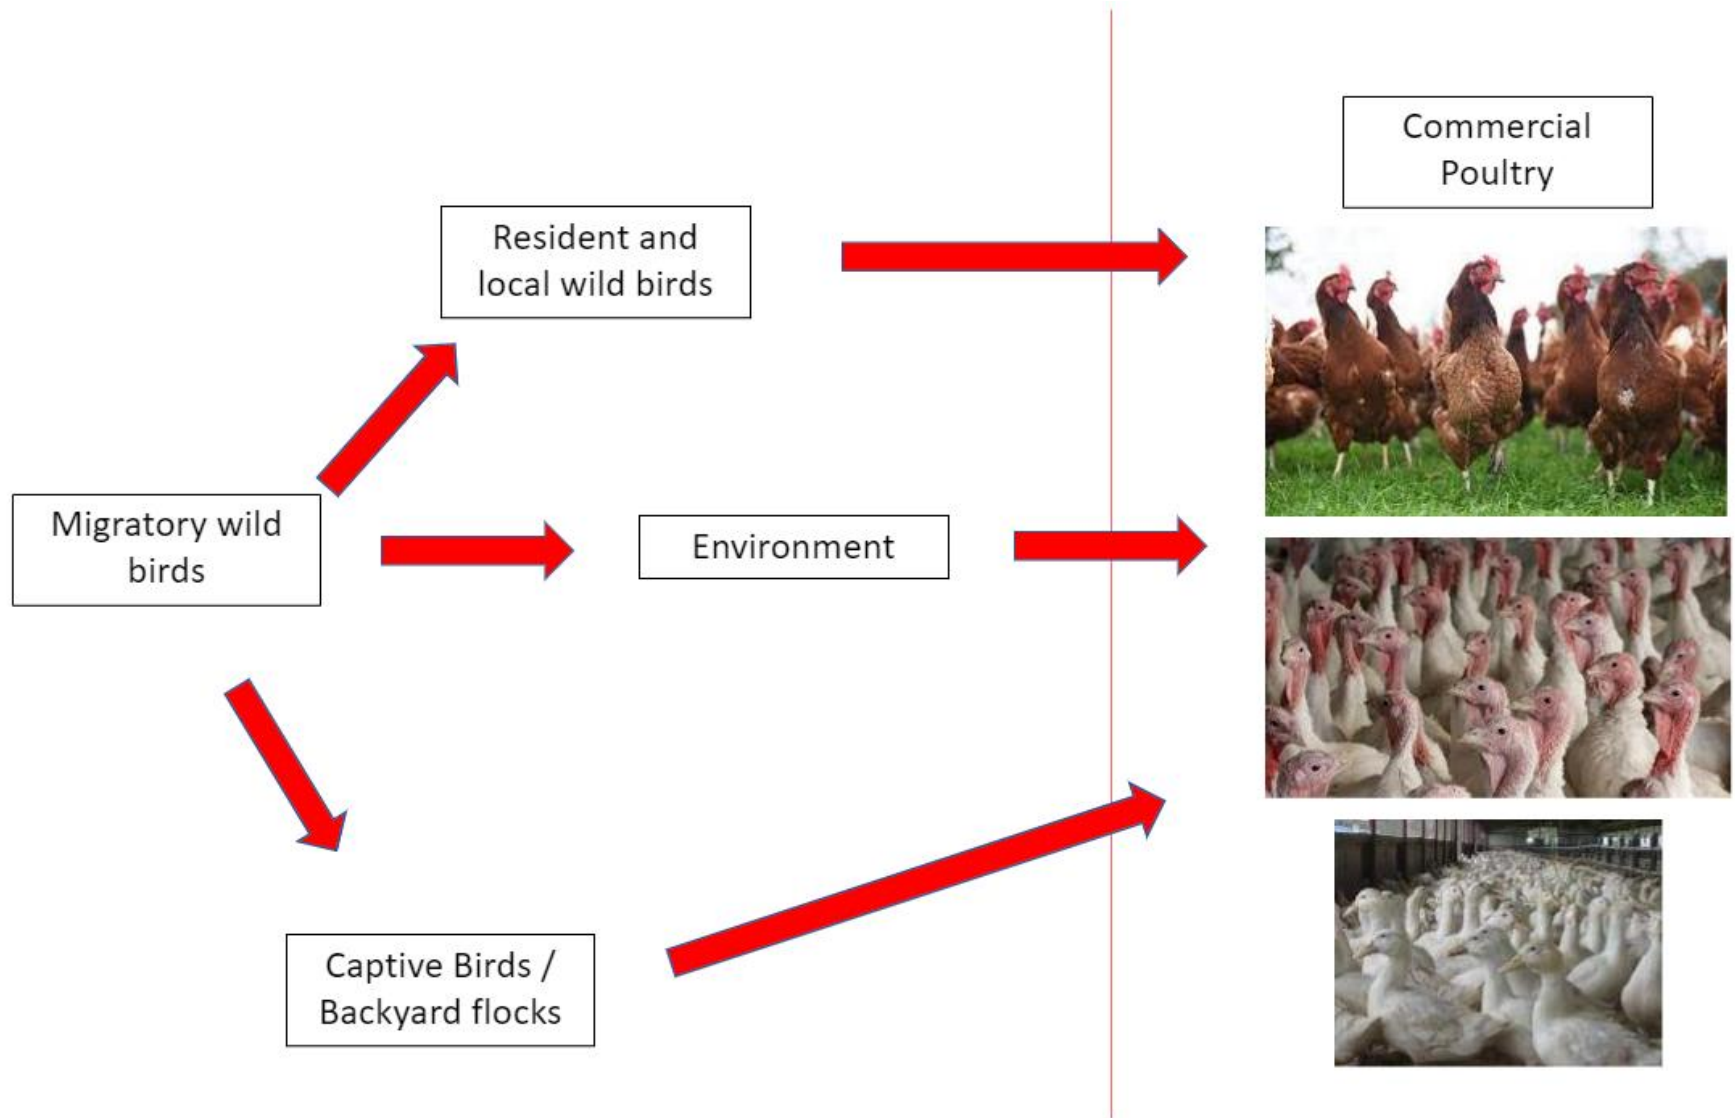 Commercial
Poultry
Resident and
local wild birds
Migratory wild
birds
Environment
Captive Birds /
Backyard flocks